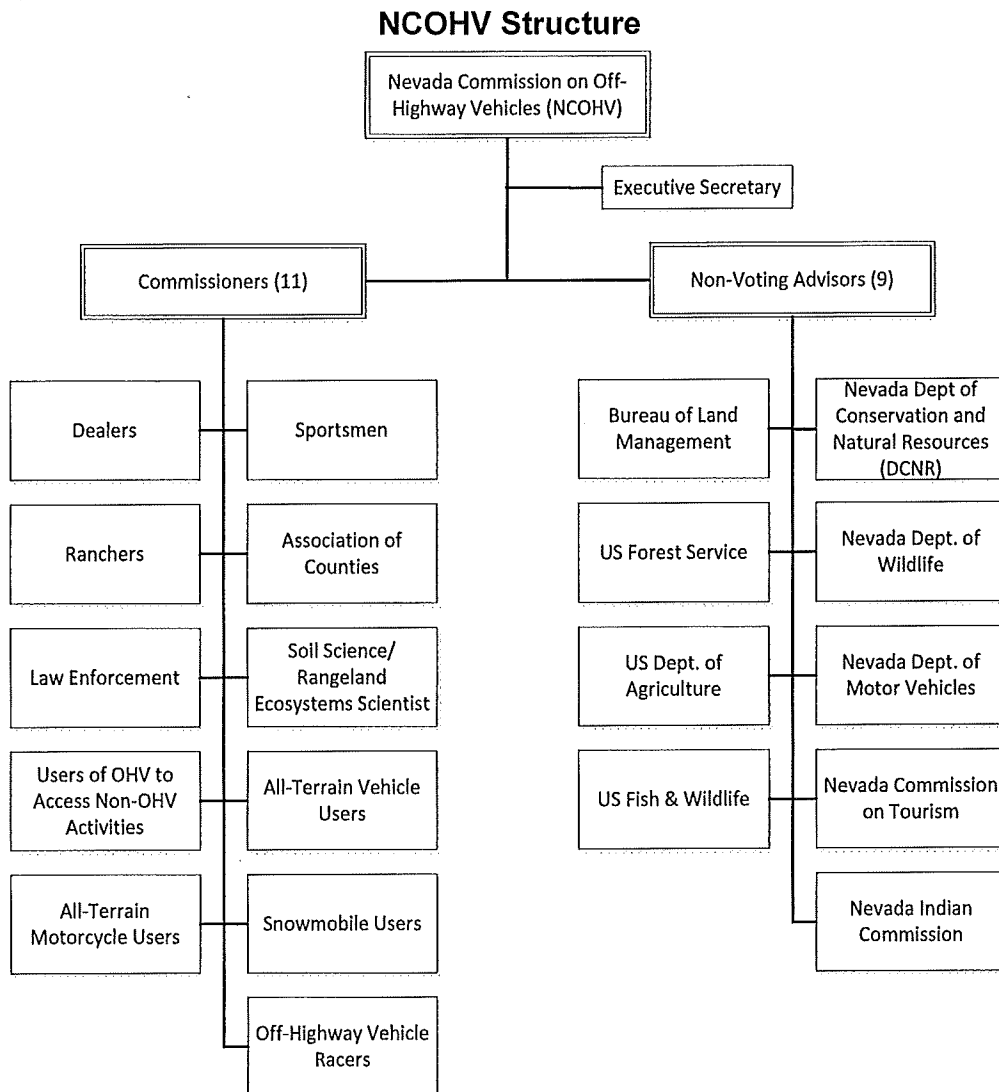 NCOHV Structure
Nevada Commission on Off-
Highway Vehicles (NCOHV)
Executive Secretary
Commissioners (11)
Non-Voting Advisors (9)
Dealers
Sportsmen
Ranchers
Association of
Counties
Law Enforcement
Soil Science/
Rangeland
Ecosystems Scientist
Users of OHV to
Access Non-OHV
Activities
All-Terrain Vehicle
Users
All-Terrain
Motorcycle Users
Snowmobile Users
Off-Highway Vehicle
Racers
Bureau of Land
Management
Nevada Dept of
Conservation and
Natural Resources
(DCNR)
US Forest Service
Nevada Dept. of
Wildlife
US Dept. of
Agriculture
Nevada Dept. of
Motor Vehicles
US Fish & Wildlife
Nevada Commission
on Tourism
Nevada Indian
Commission